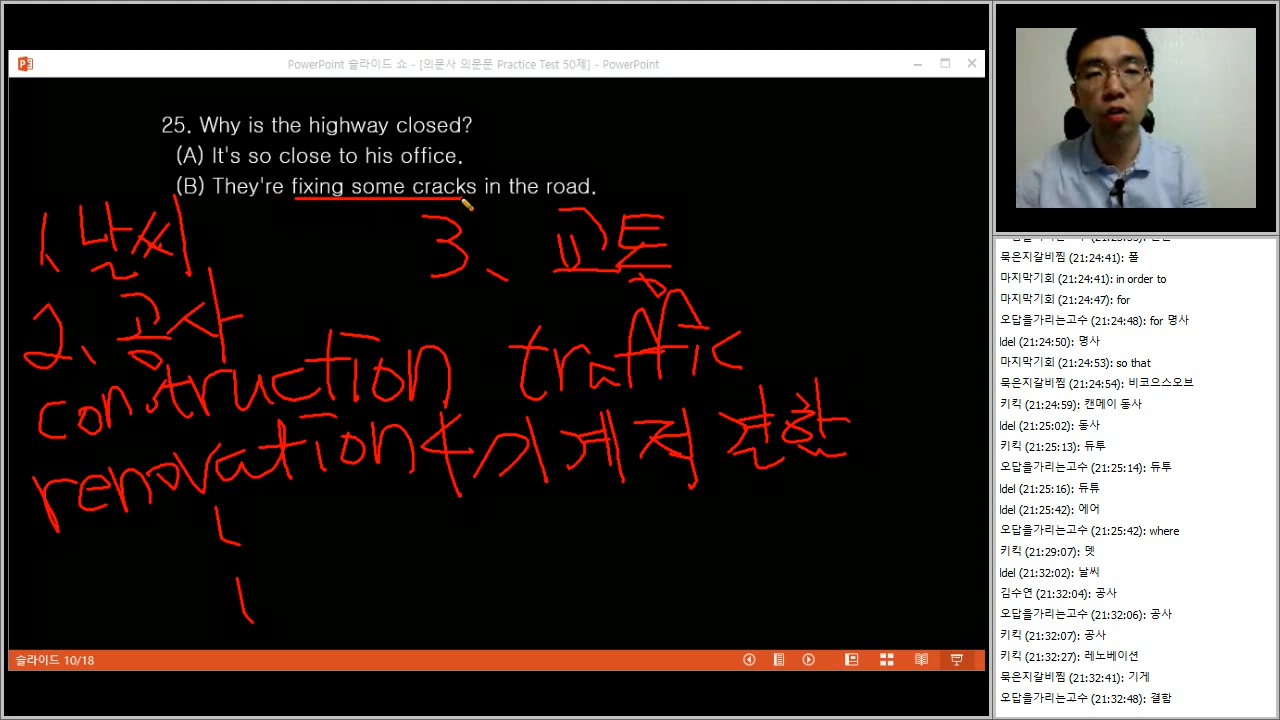 PowerPoint 슬라이드 쇼 - [의문사 의문문 Practice Test 50제] - PowerPoint
25. Why is the highway closed?
(A) It's so close to his office.
(B) They're fixing some cracks in the road.
1. 날씨
3. 교통
2. 공사
construction traffic
renovation 4 기계적 결함
슬라이드 10/18
묵은지갈비찜 (21:24:41): 풀
마지막기회 (21:24:41): in order to
마지막기회 (21:24:47): for
오답을가리는고수 (21:24:48): for 명사
ldel (21:24:50): 명사
마지막기회 (21:24:53): so that
묵은지갈비찜 (21:24:54): 비코으스오브
키킥 (21:24:59): 캔메이 동사
ldel (21:25:02): 동사
키킥 (21:25:13): 듀투
오답을가리는고수 (21:25:14): 듀투
ldel (21:25:16): 듀튜
ldel (21:25:42): 에어
오답을가리는고수 (21:25:42): where
키킥 (21:29:07): 뎃
ldel (21:32:02): 날씨
김수연 (21:32:04): 공사
오답을가리는고수 (21:32:06): 공사
키킥 (21:32:07): 공사
키킥 (21:32:27): 레노베이션
묵은지갈비찜 (21:32:41): 기게
오답을가리는고수 (21:32:48): 결함